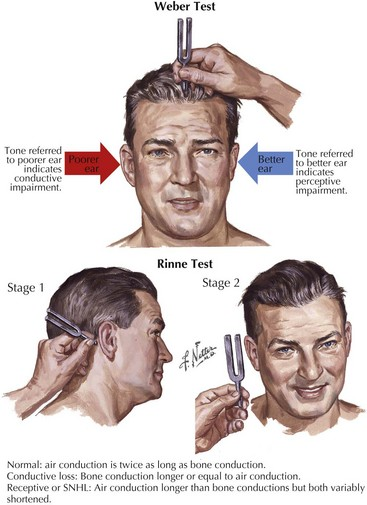 Weber Test
Tone referred
to poorer ear
indicates
conductive
impairment.
Poorer
ear
Better
ear
Tone referred
to better ear
indicates
perceptive
impairment.
Rinne Test
Stage 1
Stage 2
F. Netter
M.D.
Normal: air conduction is twice as long as bone conduction.
Conductive loss: Bone conduction longer or equal to air conduction.
Receptive or SNHL: Air conduction longer than bone conductions but both variably
shortened.